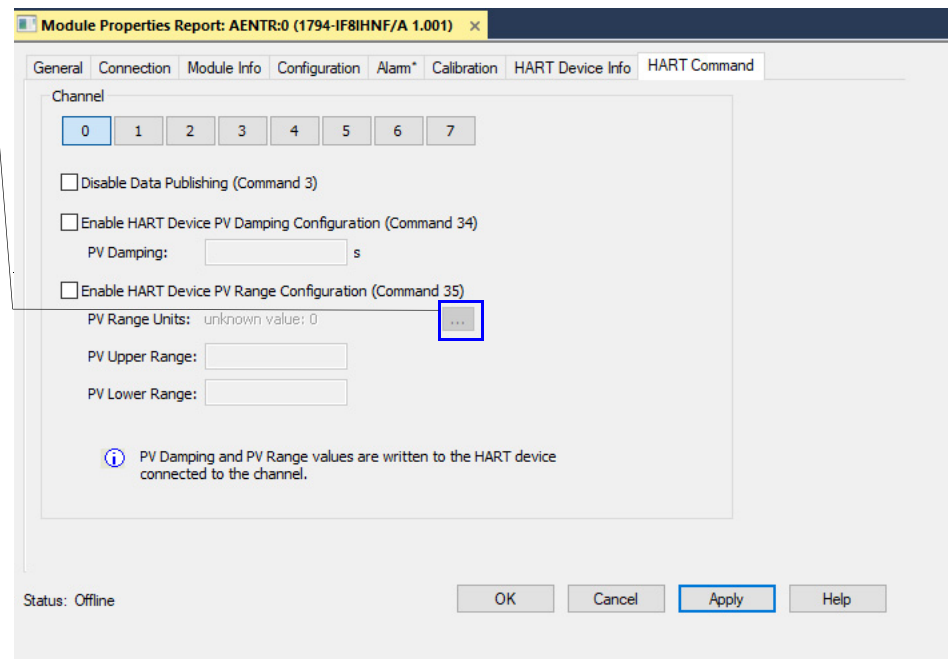 Module Properties Report: AENTR:0 (1794-IF8IHNF/A 1.001) ×
General Connection Module Info Configuration Alarm* Calibration HART Device Info HART Command
Channel
0 1 2 3 4 5 6 7
Disable Data Publishing (Command 3)
Enable HART Device PV Damping Configuration (Command 34)
PV Damping: s
Enable HART Device PV Range Configuration (Command 35)
PV Range Units: unknown value: 0 ...
PV Upper Range:
PV Lower Range:
PV Damping and PV Range values are written to the HART device
connected to the channel.
Status: Offline OK Cancel Apply Help